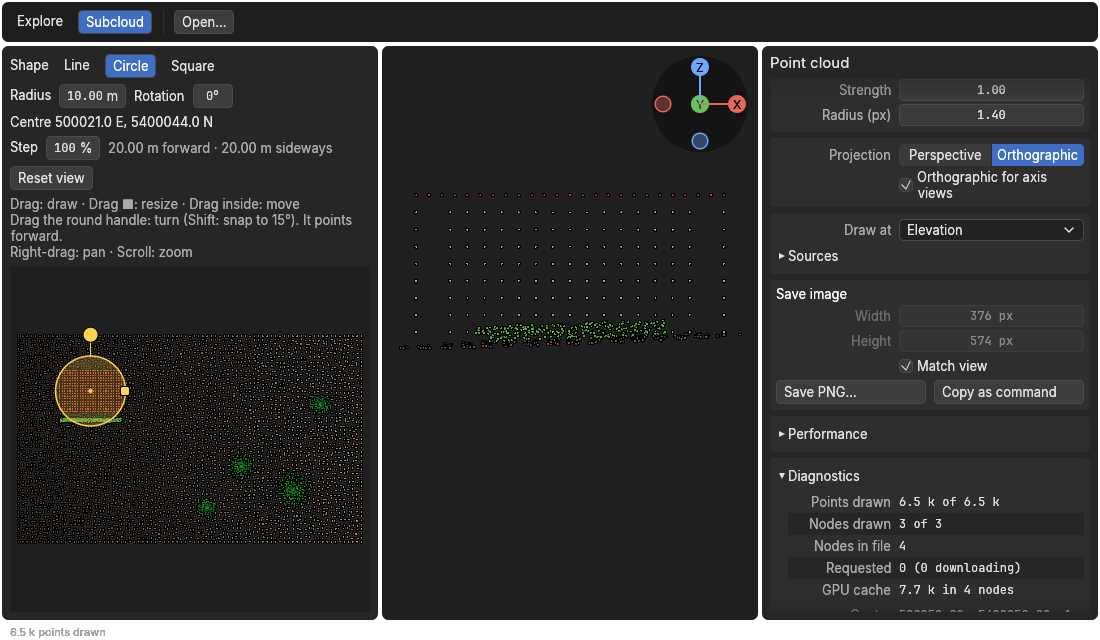 Explore Subcloud Open...
Shape Line Circle Square
Radius 10.00 m Rotation 0°
Centre 500021.0 E, 5400044.0 N
Step 100 % 20.00 m forward · 20.00 m sideways
Reset view
Drag: draw · Drag ■: resize · Drag inside: move
Drag the round handle: turn (Shift: snap to 15°). It points
forward.
Right-drag: pan · Scroll: zoom
Z
Y
X
Point cloud
Strength 1.00
Radius (px) 1.40
Projection Perspective Orthographic
Orthographic for axis
views
Draw at Elevation
Sources
Save image
Width 376 px
Height 574 px
Match view
Save PNG... Copy as command
Performance
Diagnostics
Points drawn 6.5 k of 6.5 k
Nodes drawn 3 of 3
Nodes in file 4
Requested 0 (0 downloading)
GPU cache 7.7 k in 4 nodes
6.5 k points drawn